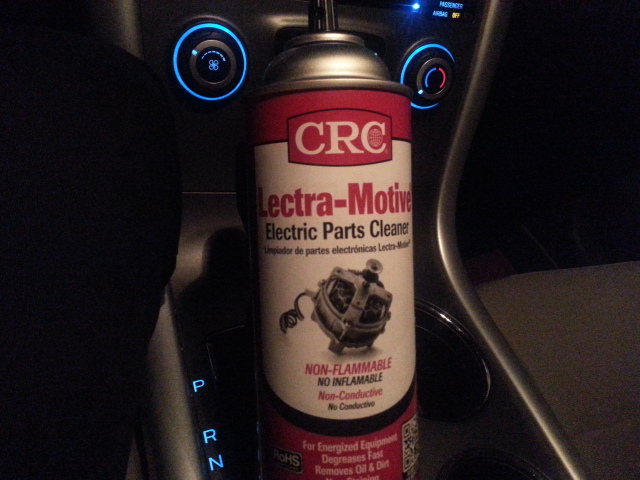 PASSENGER
AIRBAG OFF
CRC
Lectra-Motive
Electric Parts Cleaner
Limpiador de partes electrónicas Lectra-Motive®
NON-FLAMMABLE
NO INFLAMABLE
Non-Conductive
No Conductivo
For Energized Equipment
Degreases Fast
Removes Oil & Dirt
RoHS
P
R
N